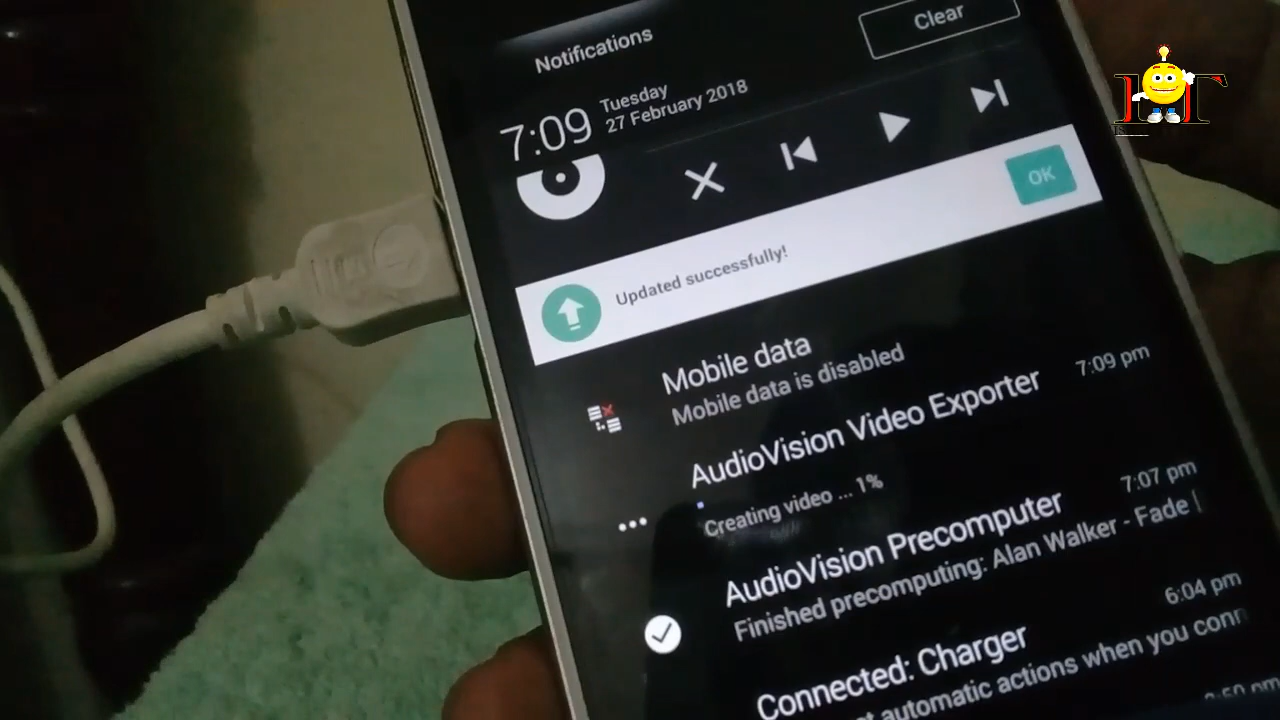 Notifications
Clear
7:09
Tuesday
27 February 2018
OK
Updated successfully!
Mobile data
Mobile data is disabled
AudioVision Video Exporter
7:09 pm
Creating video ... 1%
AudioVision Precomputer
7:07 pm
Finished precomputing: Alan Walker - Fade |
Connected: Charger
6:04 pm
automatic actions when you conn